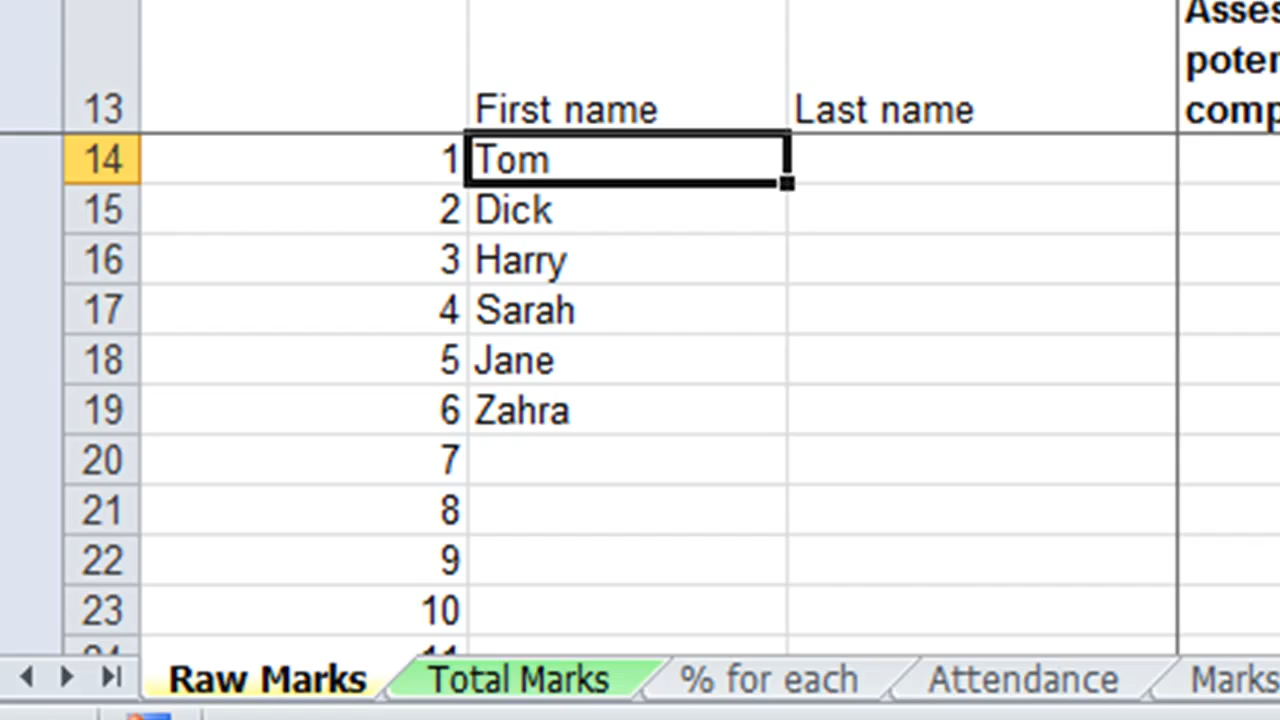 Asses
poten
13 First name Last name comp
14 1 Tom
15 2 Dick
16 3 Harry
17 4 Sarah
18 5 Jane
19 6 Zahra
20 7
21 8
22 9
23 10
Raw Marks Total Marks % for each Attendance Marks